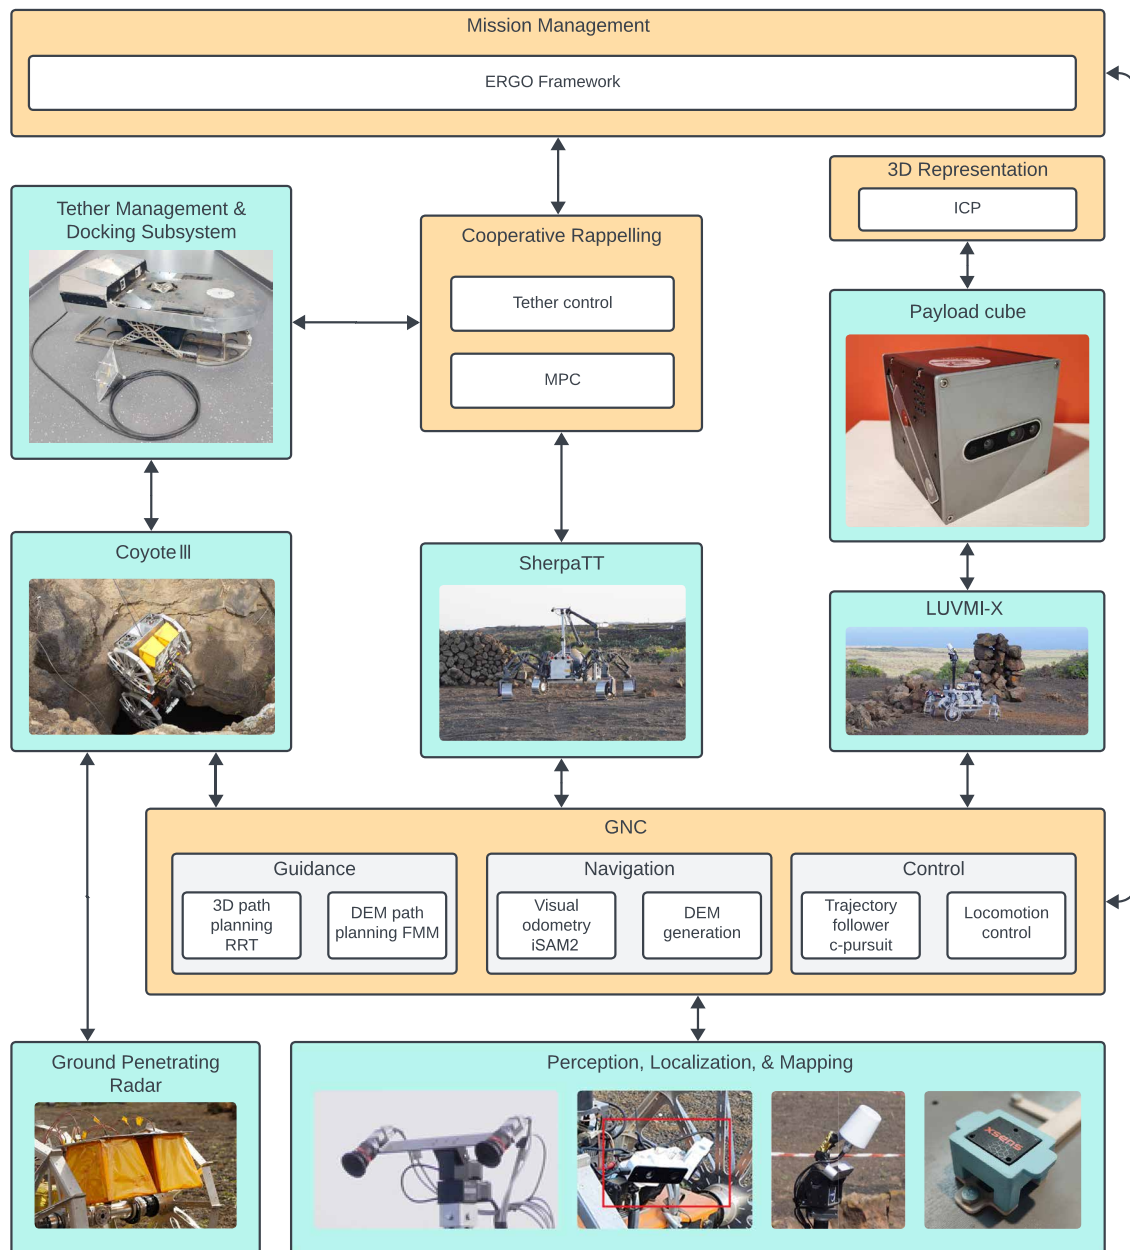 Mission Management
ERGO Framework
3D Representation
ICP
Tether Management &
Docking Subsystem
Cooperative Rappelling
Tether control
MPC
Payload cube
Coyote III
SherpaTT
LUVMI-X
GNC
Guidance
3D path
planning
RRT
DEM path
planning FMM
Navigation
Visual
odometry
iSAM2
DEM
generation
Control
Trajectory
follower
c-pursuit
Locomotion
control
Ground Penetrating
Radar
Perception, Localization, & Mapping
xsens